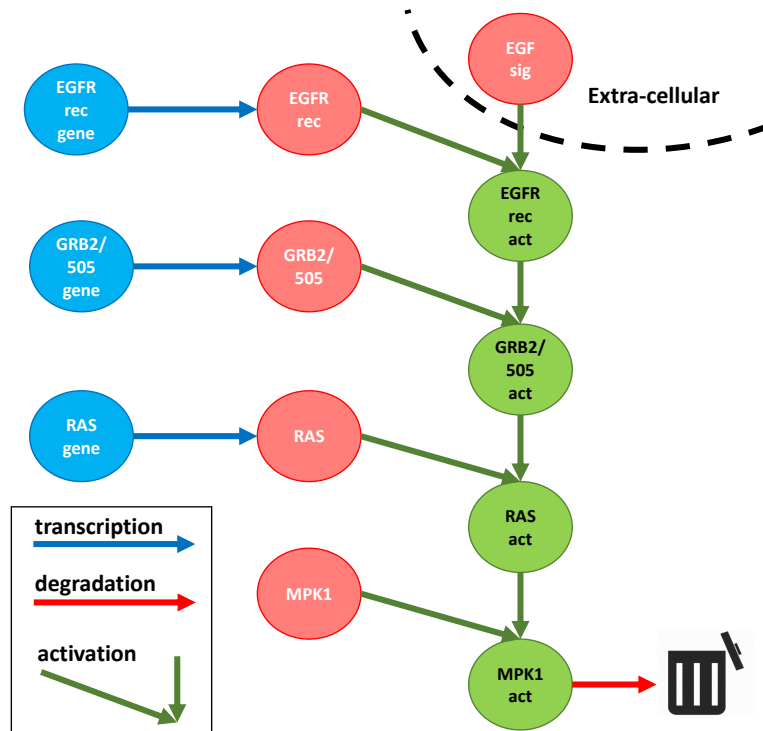 EGF
sig
Extra-cellular
EGFR
rec
gene
EGFR
rec
EGFR
rec
act
GRB2/
505
gene
GRB2/
505
GRB2/
505
act
RAS
gene
RAS
RAS
act
transcription
degradation
activation
MPK1
MPK1
act